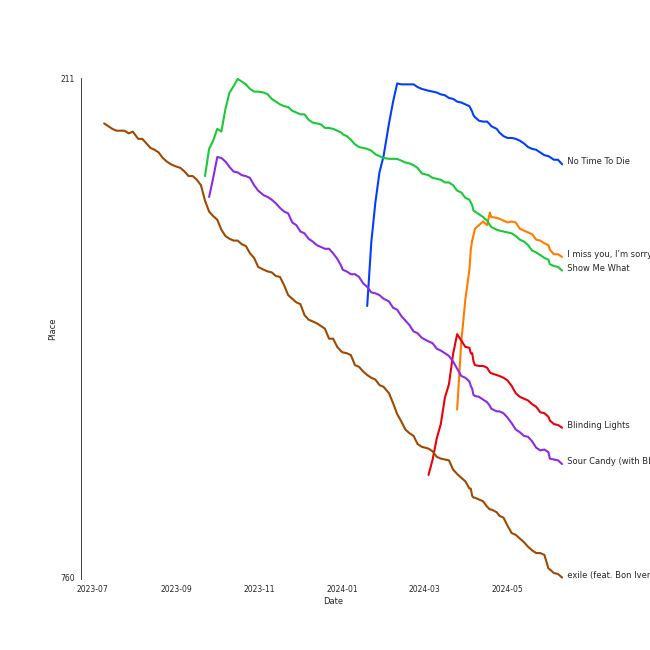 211
No Time To Die
I miss you, I'm sorry
Show Me What
Place
Blinding Lights
Sour Candy (with Bl
760
exile (feat. Bon Iver
2023-07 2023-09 2023-11 2024-01 2024-03 2024-05
Date